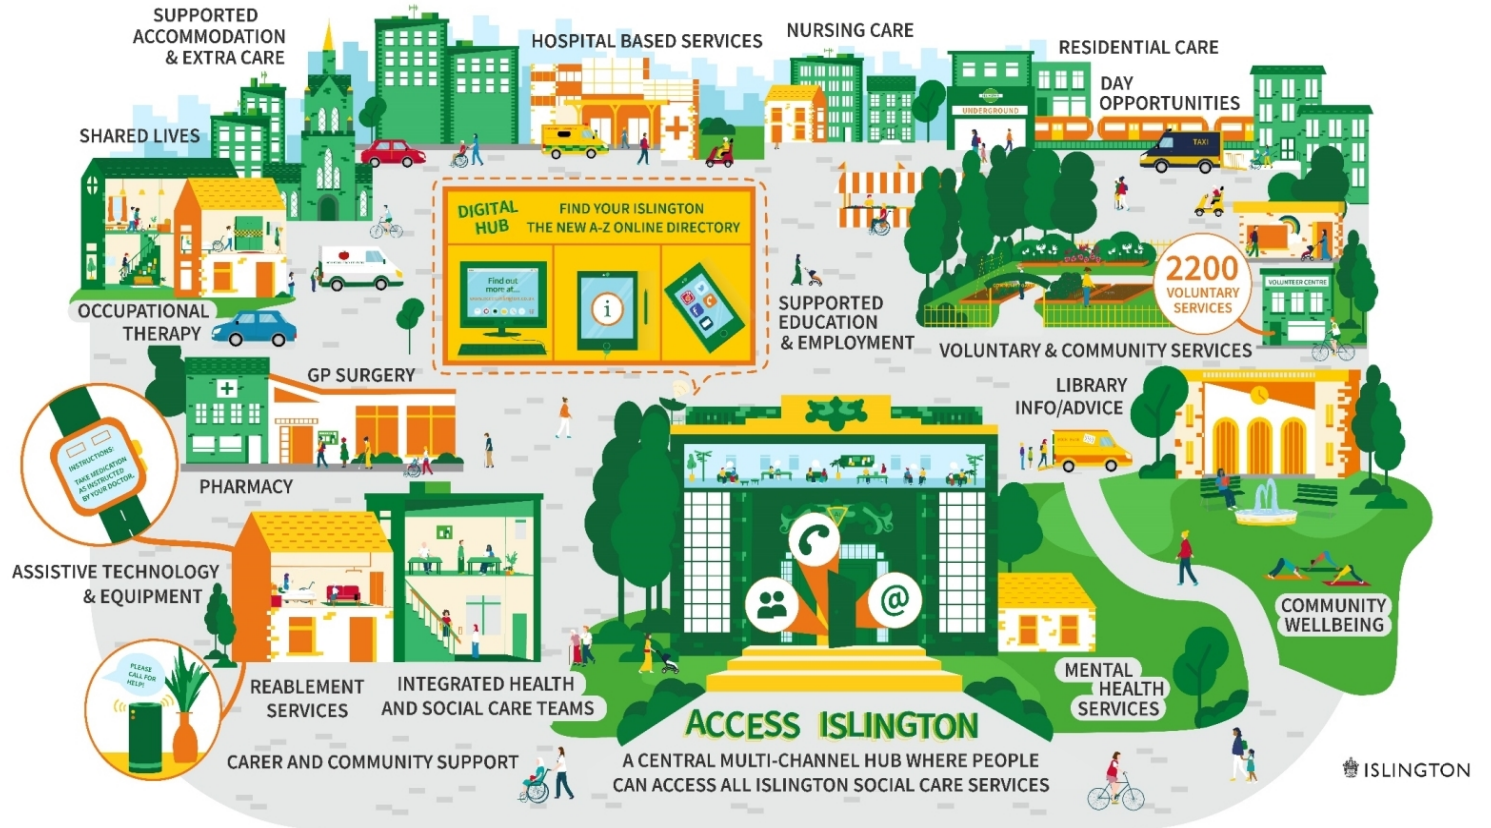 SUPPORTED
ACCOMMODATION
& EXTRA CARE
HOSPITAL BASED SERVICES
NURSING CARE
RESIDENTIAL CARE
DAY
OPPORTUNITIES
SHARED LIVES
UNDERGROUND
TAXI
DIGITAL
HUB
FIND YOUR ISLINGTON
THE NEW A-Z ONLINE DIRECTORY
Find out
more at...
i
2200
VOLUNTARY
SERVICES
VOLUNTEER CENTRE
OCCUPATIONAL
THERAPY
SUPPORTED
EDUCATION
& EMPLOYMENT
VOLUNTARY & COMMUNITY SERVICES
GP SURGERY
LIBRARY
INFO/ADVICE
INSTRUCTIONS:
TAKE MEDICATION
AS INSTRUCTED
BY YOUR DOCTOR.
PHARMACY
ASSISTIVE TECHNOLOGY
& EQUIPMENT
@
COMMUNITY
WELLBEING
PLEASE
CALL FOR
HELP!
REABLEMENT
SERVICES
INTEGRATED HEALTH
AND SOCIAL CARE TEAMS
MENTAL
HEALTH
SERVICES
ACCESS ISLINGTON
CARER AND COMMUNITY SUPPORT
A CENTRAL MULTI-CHANNEL HUB WHERE PEOPLE
CAN ACCESS ALL ISLINGTON SOCIAL CARE SERVICES
ISLINGTON